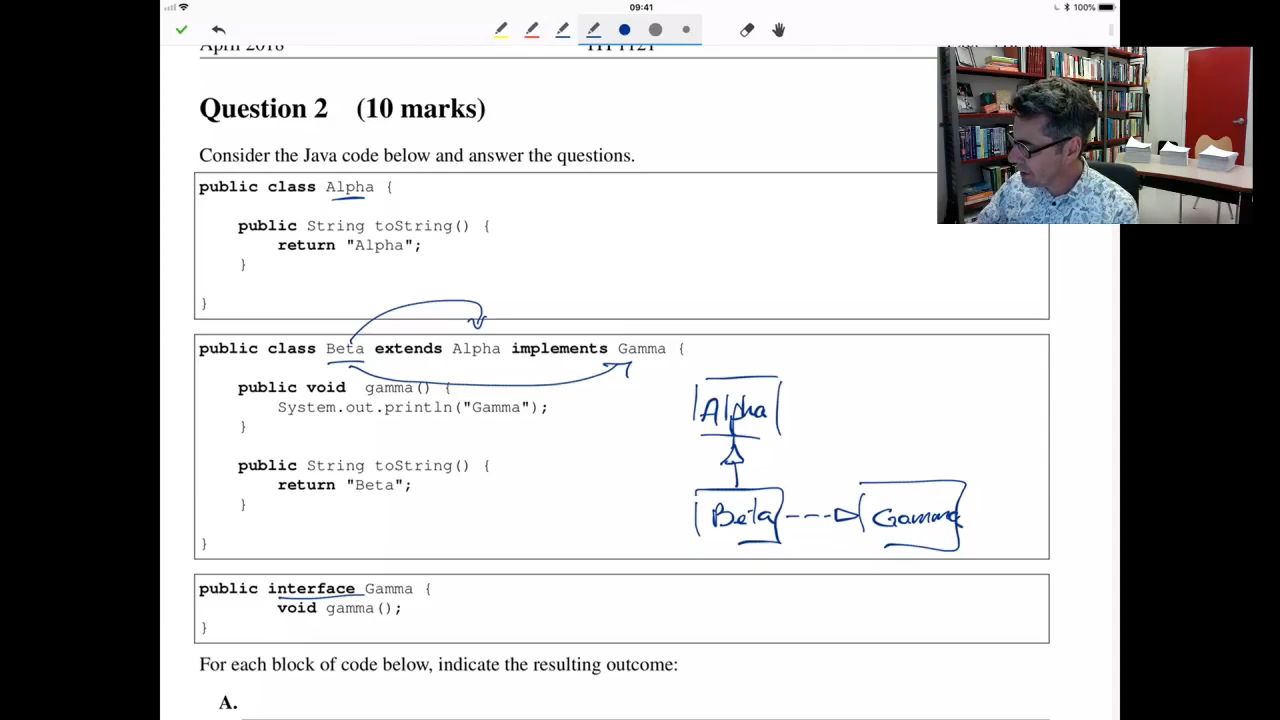 09:41
100%
April 2018
ITI 1121
Question 2 (10 marks)
Consider the Java code below and answer the questions.
public class Alpha {
public String toString() {
return "Alpha";
}
}
public class Beta extends Alpha implements Gamma {
public void gamma() {
System.out.println("Gamma");
}
public String toString() {
return "Beta";
}
}
Alpha
Beta
Gamma
public interface Gamma {
void gamma();
}
For each block of code below, indicate the resulting outcome:
A.